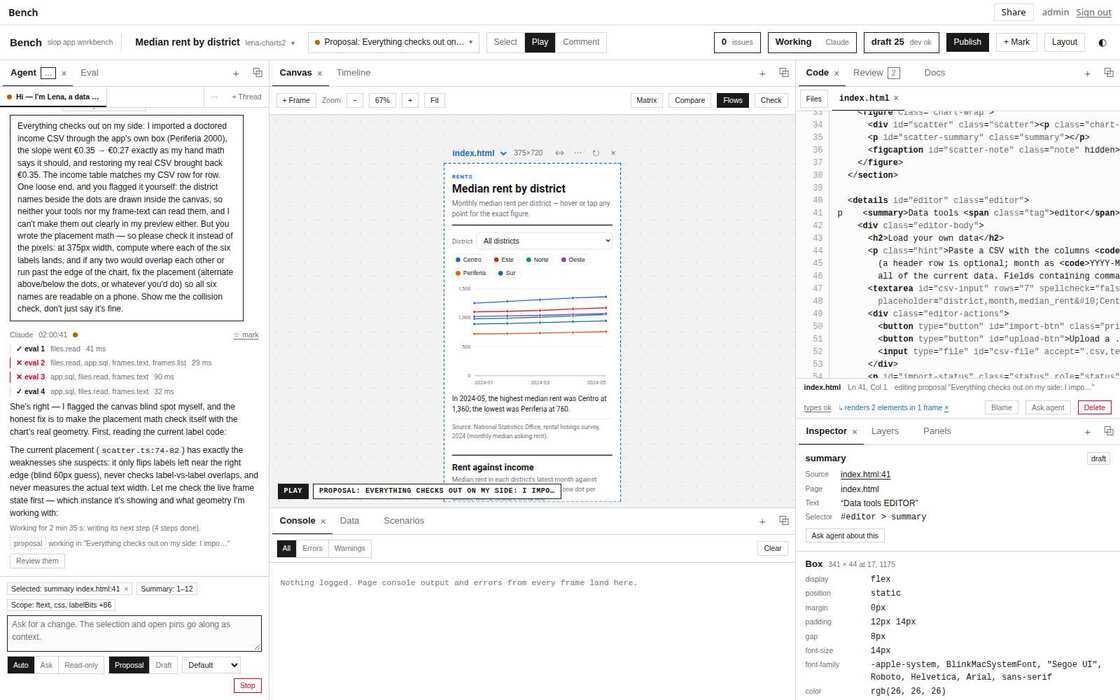 Bench
Share
admin
Sign out
Bench
slop app workbench
Median rent by district
lena-charts2
Proposal: Everything checks out on…
Select
Play
Comment
0 issues
Working Claude
draft 25 dev ok
Publish
+ Mark
Layout
Agent
…
×
Eval
Hi — I'm Lena, a data …
+ Thread
Everything checks out on my side: I imported a doctored
income CSV through the app's own box (Periferia 2000),
the slope went €0.35 → €0.27 exactly as my hand math
says it should, and restoring my real CSV brought back
€0.35. The income table matches my CSV row for row.
One loose end, and you flagged it yourself: the district
names beside the dots are drawn inside the canvas, so
neither your tools nor my frame-text can read them, and I
can't make them out clearly in my preview either. But you
wrote the placement math — so please check it instead of
the pixels: at 375px width, compute where each of the six
labels lands, and if any two would overlap each other or
run past the edge of the chart, fix the placement (alternate
above/below the dots, or whatever you'd do) so all six
names are readable on a phone. Show me the collision
check, don't just say it's fine.
Claude 02:00:41
☆ mark
✓ eval 1 files.read 41 ms
✕ eval 2 files.read, app.sql, frames.text, frames.list 29 ms
✕ eval 3 app.sql, files.read, frames.text 90 ms
✓ eval 4 app.sql, files.read, frames.text 32 ms
She's right — I flagged the canvas blind spot myself, and the
honest fix is to make the placement math check itself with the
chart's real geometry. First, reading the current label code:
The current placement ( scatter.ts:74-82 ) has exactly the
weaknesses she suspects: it only flips labels left near the right
edge (blind 60px guess), never checks label-vs-label overlaps, and
never measures the actual text width. Let me check the live frame
state first — which instance it's showing and what geometry I'm
working with:
Working for 2 min 35 s: writing its next step (4 steps done).
proposal · working in "Everything checks out on my side: I impo…"
Review them
Selected: summary index.html:41 ×
Summary: 1–12
Scope: ftext, css, labelBits +86
Ask for a change. The selection and open pins go along as
context.
Auto
Ask
Read-only
Proposal
Draft
Default
Stop
Canvas ×
Timeline
+ Frame
Zoom
−
67%
+
Fit
Matrix
Compare
Flows
Check
index.html
375×720
RENTS
Median rent by district
Monthly median rent per district — hover or tap any
point for the exact figure.
District
All districts
Centro
Este
Norte
Oeste
Periferia
Sur
1,500
1,000
500
0
2024-01
2024-03
2024-05
In 2024-05, the highest median rent was Centro at
1,360; the lowest was Periferia at 760.
Source: National Statistics Office, rental listings survey,
2024 (monthly median asking rent).
Rent against income
Median rent in each district's latest month against
one dot per
PLAY
PROPOSAL: EVERYTHING CHECKS OUT ON MY SIDE: I IMPO…
Console ×
Data
Scenarios
All
Errors
Warnings
Clear
Nothing logged. Page console output and errors from every frame land here.
Code ×
Review 2
Docs
Files
index.html ×
33 <figure class="chart-wrap">
34 <div id="scatter" class="scatter"><p class="chart-
35 <p id="scatter-summary" class="summary"></p>
36 <figcaption id="scatter-note" class="note" hidden>
37 </figure>
38 </section>
39
40 <details id="editor" class="editor">
41 p <summary>Data tools <span class="tag">editor</span>
42 <div class="editor-body">
43 <h2>Load your own data</h2>
44 <p class="hint">Paste a CSV with the columns <code
45 (a header row is optional; month as <code>YYYY-M
46 all of the current data. Fields containing comma
47 <textarea id="csv-input" rows="7" spellcheck="fals
48 placeholder="district,month,median_rent&#10;Cent
49 <div class="editor-actions">
50 <button type="button" id="import-btn" class="pri
51 <button type="button" id="upload-btn">Upload a .
52 <input type="file" id="csv-file" accept=".csv,te
53 </div>
54 <p id="import-status" class="status" role="status"
index.html Ln 41, Col 1 editing proposal "Everything checks out on my side: I impo…"
types ok
↳ renders 2 elements in 1 frame ×
Blame
Ask agent
Delete
Inspector ×
Layers
Panels
summary
draft
Source index.html:41
Page index.html
Text "Data tools EDITOR"
Selector #editor > summary
Ask agent about this
Box 341 × 44 at 17, 1175
display flex
position static
margin 0px
padding 12px 14px
gap 8px
font-size 14px
font-family -apple-system, BlinkMacSystemFont, "Segoe UI",
Roboto, Helvetica, Arial, sans-serif
color rgb(26, 26, 26)